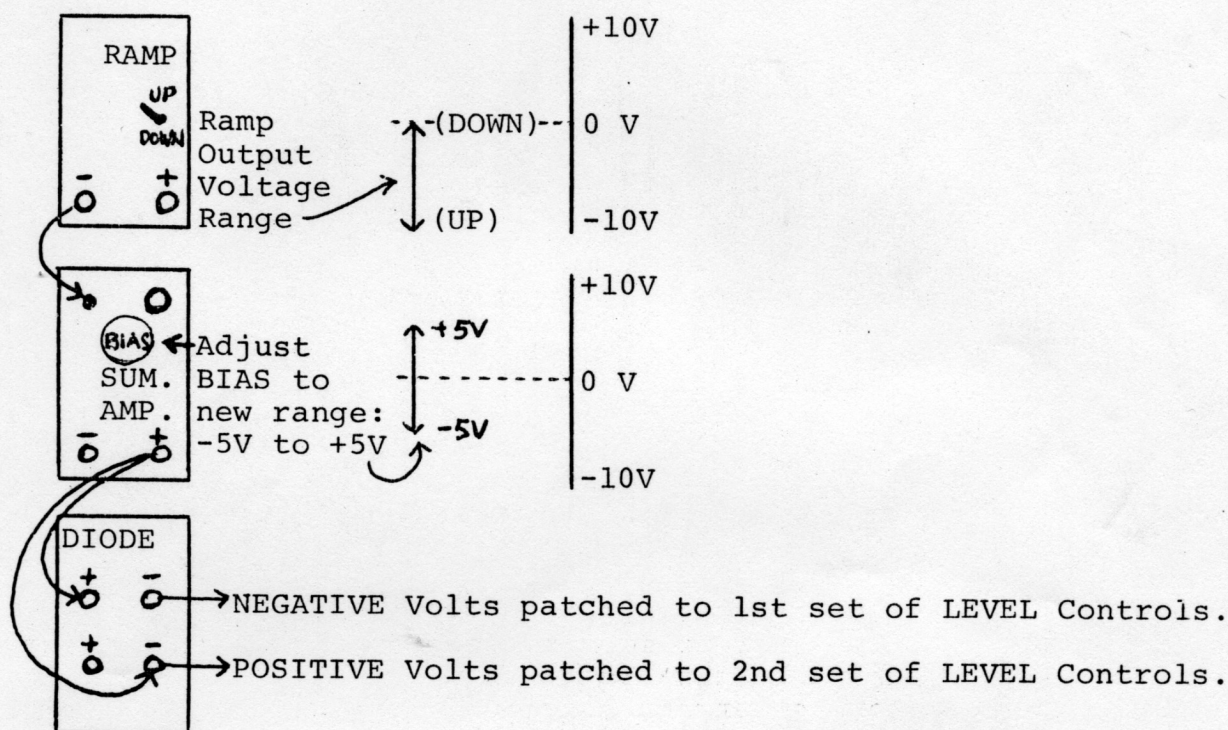 +10V
RAMP
UP
DOWN
Ramp
Output
Voltage
Range
- +
(DOWN)
0 V
(UP)
-10V
+10V
BIAS
Adjust
BIAS to
new range:
-5V to +5V
SUM.
AMP.
- +
+5V
0 V
-5V
-10V
DIODE
+ -
NEGATIVE Volts patched to 1st set of LEVEL Controls.
+ -
POSITIVE Volts patched to 2nd set of LEVEL Controls.